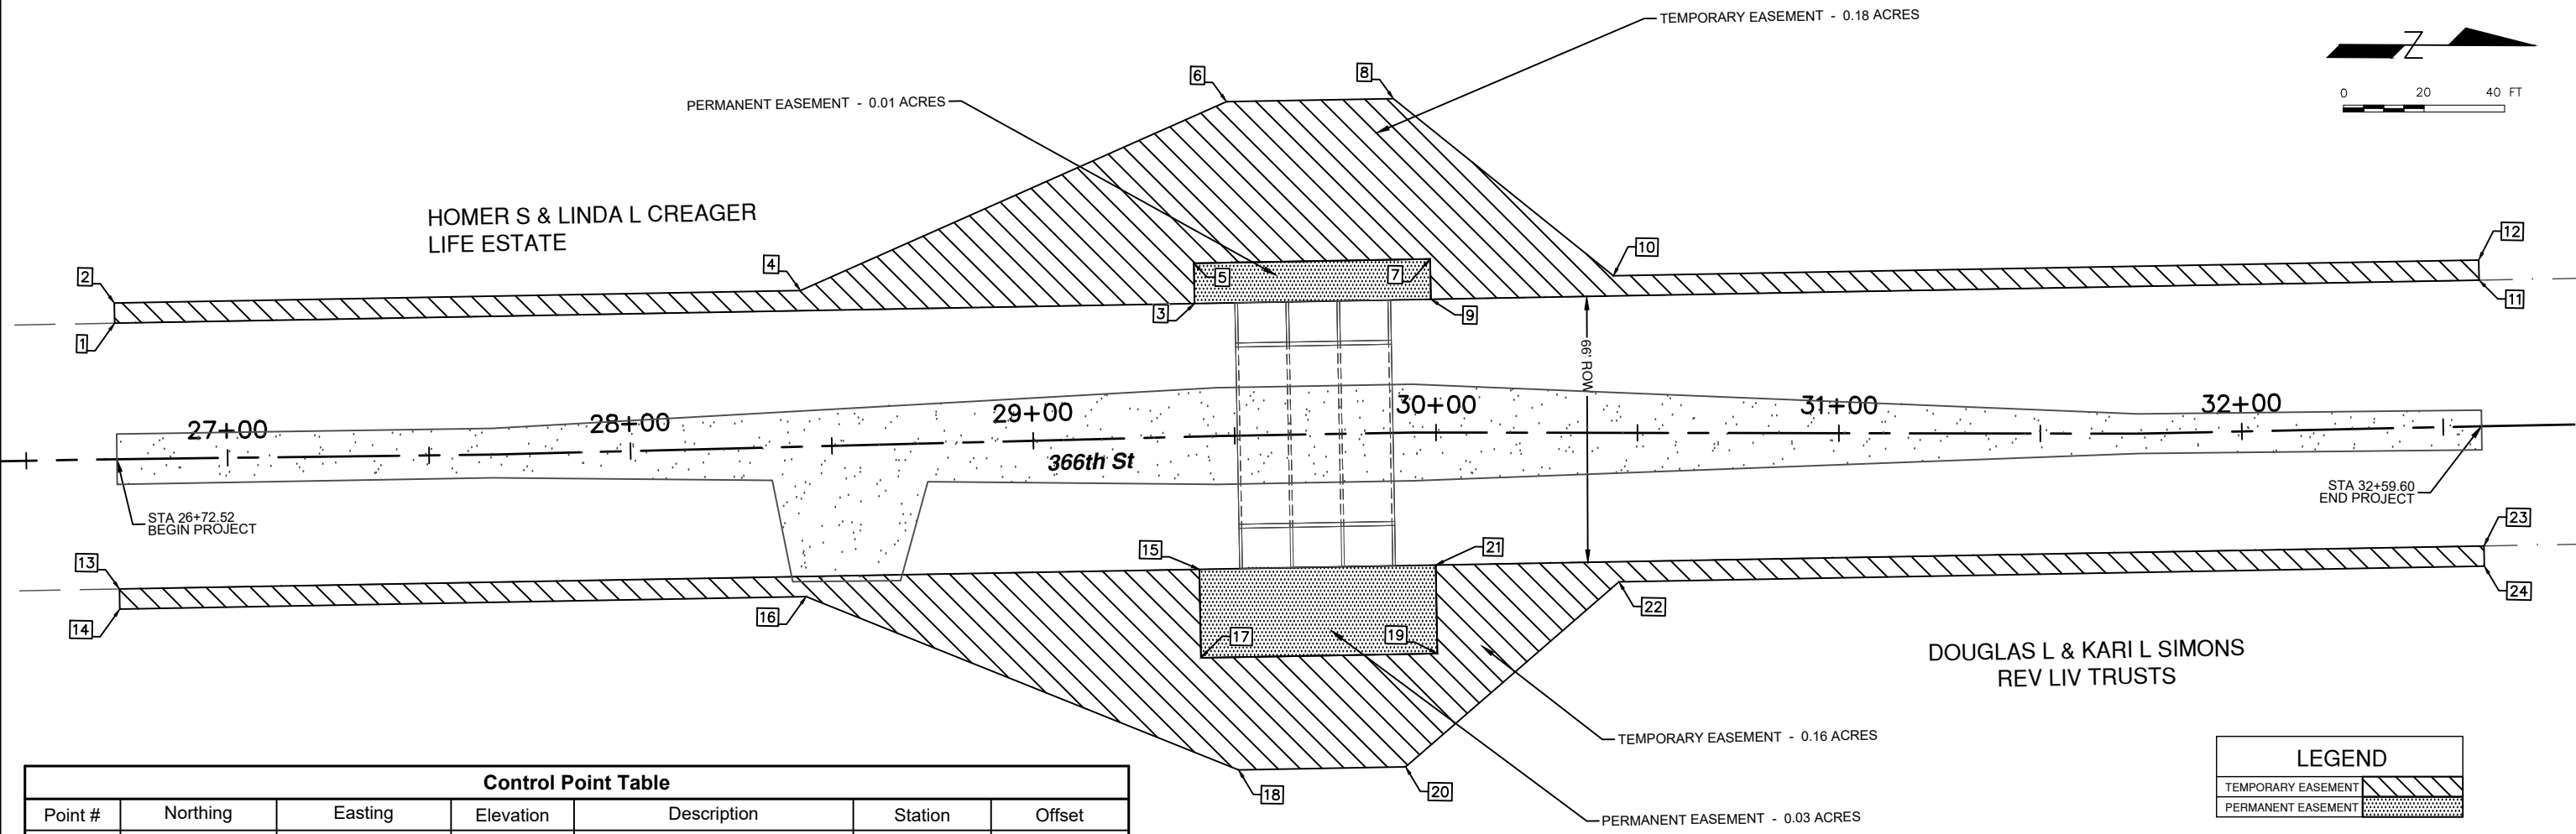 TEMPORARY EASEMENT - 0.18 ACRES
Z
6
8
PERMANENT EASEMENT - 0.01 ACRES
0 20 40 FT
HOMER S & LINDA L CREAGER
LIFE ESTATE
2
4
5
7
10
12
1
3
9
11
66' ROW
27+00 28+00 29+00 30+00 31+00 32+00
366th St
STA 26+72.52
BEGIN PROJECT
STA 32+59.60
END PROJECT
13
15
21
23
14
16
17
19
22
24
DOUGLAS L & KARI L SIMONS
REV LIV TRUSTS
TEMPORARY EASEMENT - 0.16 ACRES
18
20
PERMANENT EASEMENT - 0.03 ACRES
LEGEND
TEMPORARY EASEMENT
PERMANENT EASEMENT
Control Point Table
Point # Northing Easting Elevation Description Station Offset